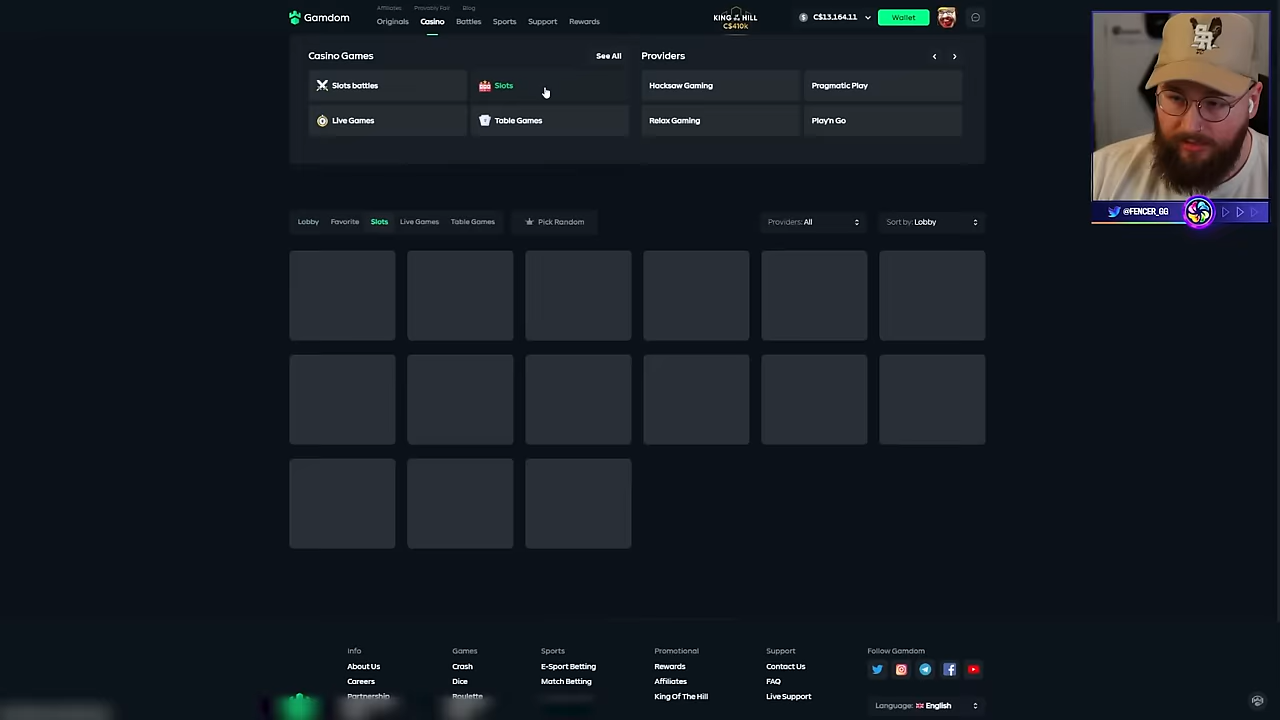 Affiliates Provably Fair Blog
Gamdom
Originals Casino Battles Sports Support Rewards
KING OF THE HILL
C$410k
C$13,164.11
Wallet
Casino Games See All
Slots battles Slots
Live Games Table Games
Providers
Hacksaw Gaming Pragmatic Play
Relax Gaming Play'n Go
@FENCER_GG
Lobby Favorite Slots Live Games Table Games Pick Random
Providers: All Sort by: Lobby
Info Games Sports Promotional Support Follow Gamdom
About Us Crash E-Sport Betting Rewards Contact Us
Careers Dice Match Betting Affiliates FAQ
Partnership Roulette King Of The Hill Live Support
Language: English